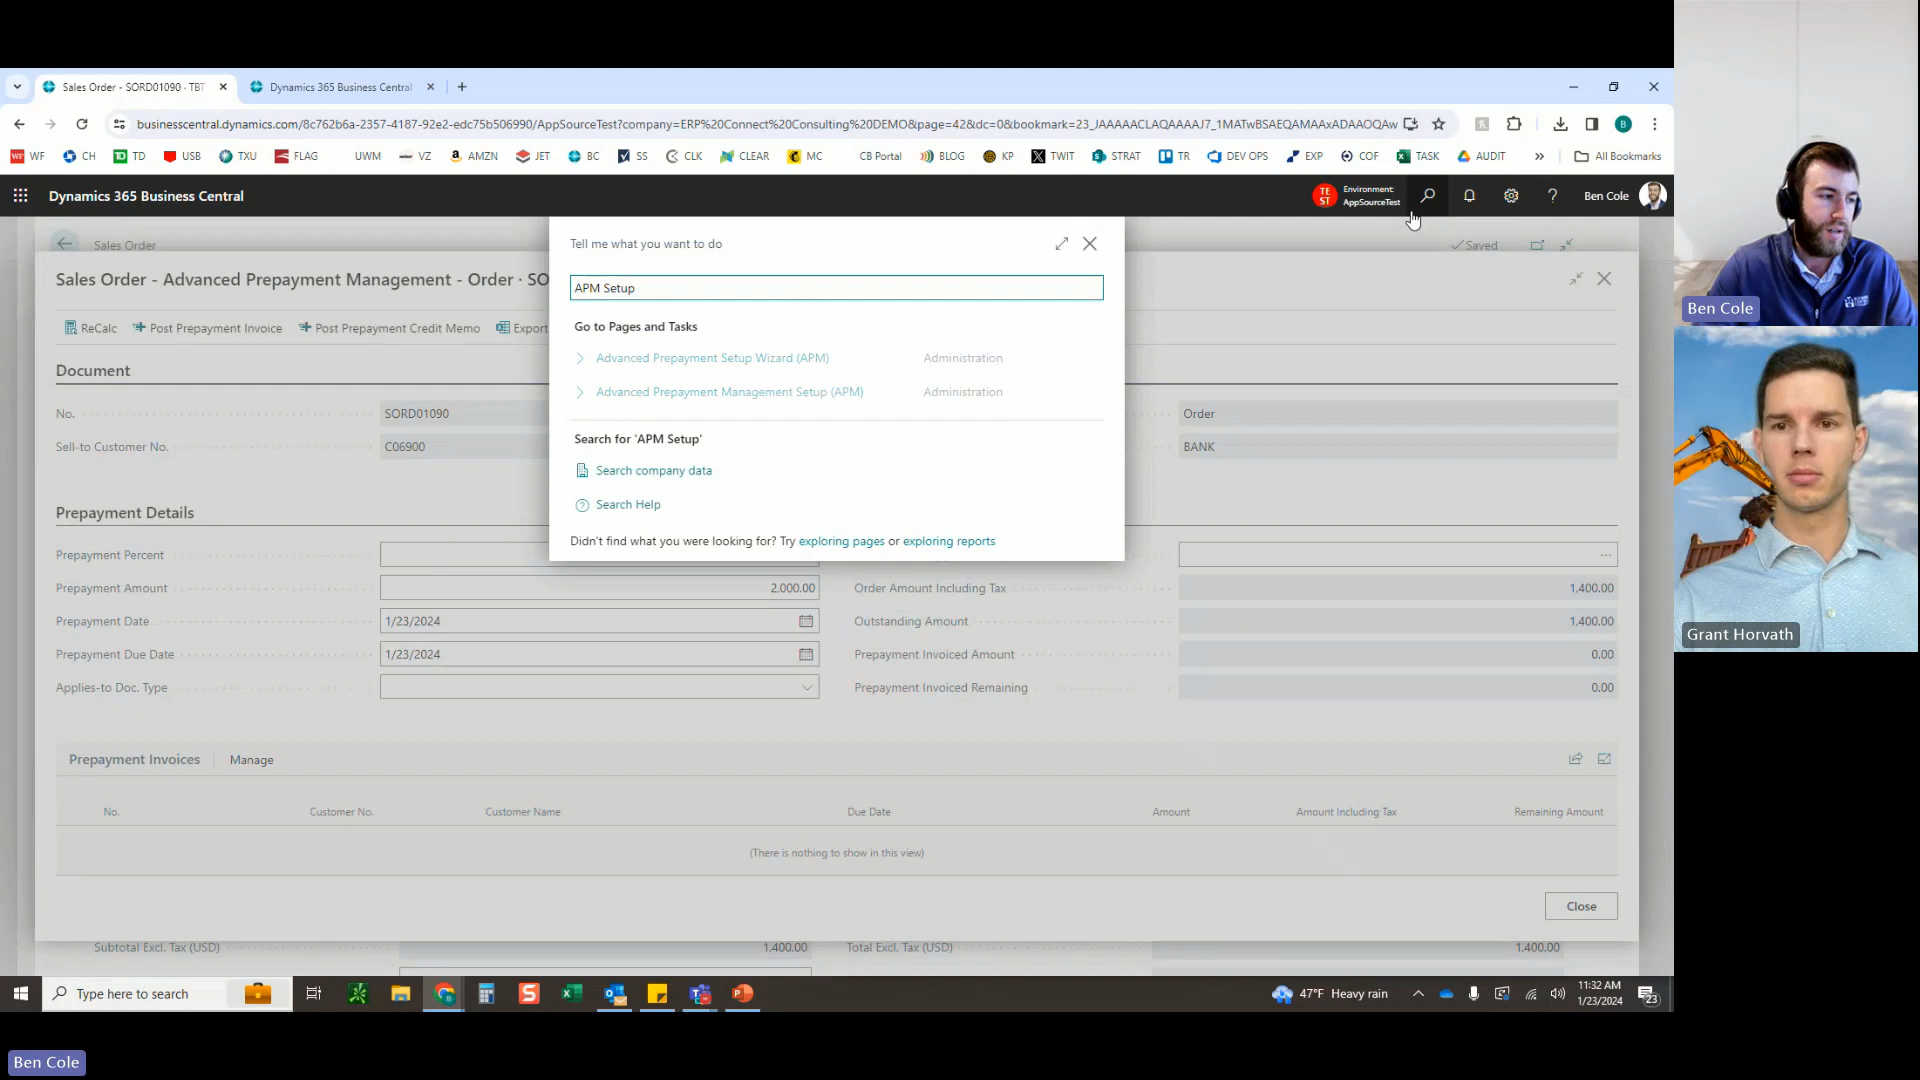 Sales Order - SORD01090 - TBT
Dynamics 365 Business Central
businesscentral.dynamics.com/8c762b6a-2357-4187-92e2-edc75b506990/AppSourceTest?company=ERP%20Connect%20Consulting%20DEMO&page=42&dc=0&bookmark=23_JAAAAACLAQAAAAJ7_1MATwBSAEQAMAAxADAAOQAw
B
WF CH TD USB TXU FLAG UWM VZ AMZN JET BC SS CLK CLEAR MC CB Portal BLOG KP TWIT STRAT TR DEV OPS EXP COF TASK AUDIT » All Bookmarks
Dynamics 365 Business Central
TE ST
Environment:
AppSourceTest
Ben Cole
Sales Order
Saved
Tell me what you want to do
Sales Order - Advanced Prepayment Management - Order · SO
APM Setup
ReCalc Post Prepayment Invoice Post Prepayment Credit Memo Export
Go to Pages and Tasks
Advanced Prepayment Setup Wizard (APM) Administration
Advanced Prepayment Management Setup (APM) Administration
Search for 'APM Setup'
Search company data
Search Help
Didn't find what you were looking for? Try exploring pages or exploring reports
Document
No. SORD01090 Order
Sell-to Customer No. C06900 BANK
Prepayment Details
Prepayment Percent
Prepayment Amount 2,000.00 Order Amount Including Tax 1,400.00
Prepayment Date 1/23/2024 Outstanding Amount 1,400.00
Prepayment Due Date 1/23/2024 Prepayment Invoiced Amount 0.00
Applies-to Doc. Type Prepayment Invoiced Remaining 0.00
Prepayment Invoices Manage
No. Customer No. Customer Name Due Date Amount Amount Including Tax Remaining Amount
(There is nothing to show in this view)
Close
Subtotal Excl. Tax (USD) 1,400.00 Total Excl. Tax (USD) 1,400.00
Type here to search
47°F Heavy rain
11:32 AM
1/23/2024
23
Ben Cole
Grant Horvath
Ben Cole